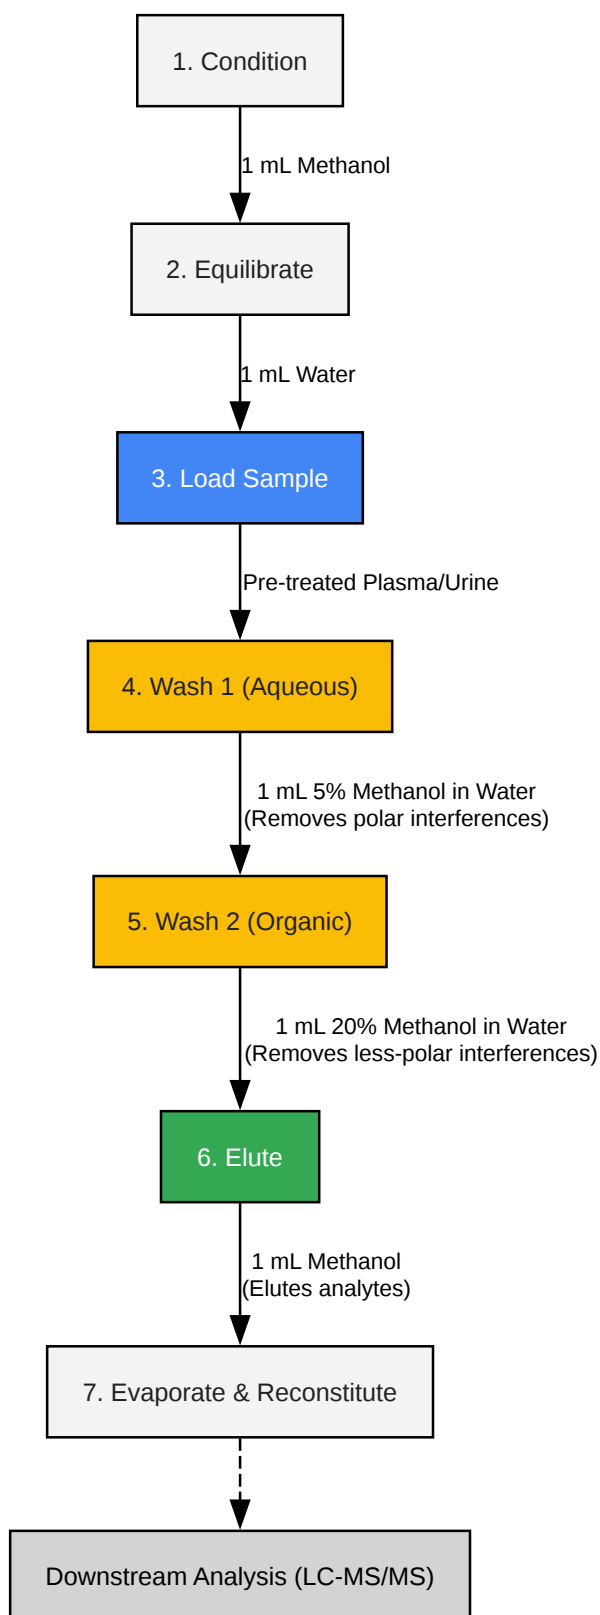 1. Condition
1 mL Methanol
2. Equilibrate
1 mL Water
3. Load Sample
Pre-treated Plasma/Urine
4. Wash 1 (Aqueous)
1 mL 5% Methanol in Water
(Removes polar interferences)
5. Wash 2 (Organic)
1 mL 20% Methanol in Water
(Removes less-polar interferences)
6. Elute
1 mL Methanol
(Elutes analytes)
7. Evaporate & Reconstitute
Downstream Analysis (LC-MS/MS)